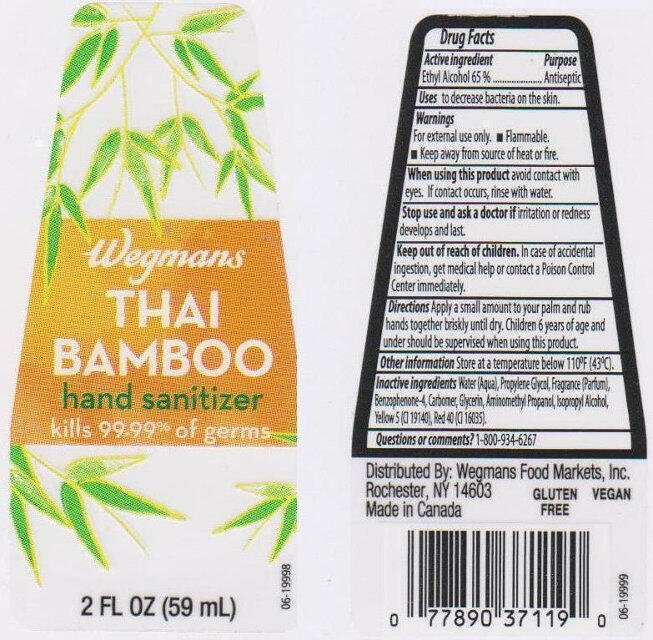 Wegmans
THAI
BAMBOO
hand sanitizer
kills 99.99% of germs
2 FL OZ (59 mL)
06-19998
Drug Facts
Active ingredient Purpose
Ethyl Alcohol 65 % ...................... Antiseptic
Uses to decrease bacteria on the skin.
Warnings
For external use only. ■ Flammable.
■ Keep away from source of heat or fire.
When using this product avoid contact with
eyes. If contact occurs, rinse with water.
Stop use and ask a doctor if irritation or redness
develops and last.
Keep out of reach of children. In case of accidental
ingestion, get medical help or contact a Poison Control
Center immediately.
Directions Apply a small amount to your palm and rub
hands together briskly until dry. Children 6 years of age and
under should be supervised when using this product.
Other information Store at a temperature below 110ºF (43ºC).
Inactive ingredients Water (Aqua), Propylene Glycol, Fragrance (Parfum),
Benzophenone-4, Carbomer, Glycerin, Aminomethyl Propanol, Isopropyl Alcohol,
Yellow 5 (CI 19140), Red 40 (CI 16035).
Questions or comments? 1-800-934-6267
Distributed By: Wegmans Food Markets, Inc.
Rochester, NY 14603
Made in Canada
GLUTEN FREE
VEGAN
0 77890 37119 0
06-19999